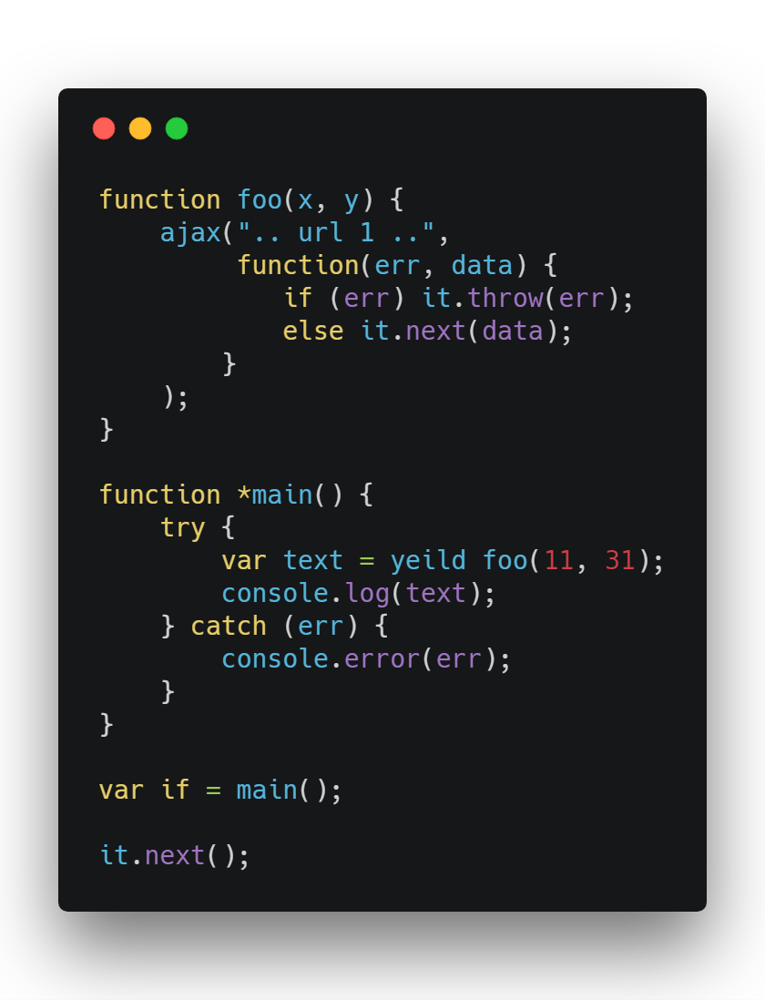 function foo(x, y) {
    ajax(".. url 1 ..",
         function(err, data) {
            if (err) it.throw(err);
            else it.next(data);
        }
    );
}

function *main() {
    try {
        var text = yeild foo(11, 31);
        console.log(text);
    } catch (err) {
        console.error(err);
    }
}

var if = main();

it.next();